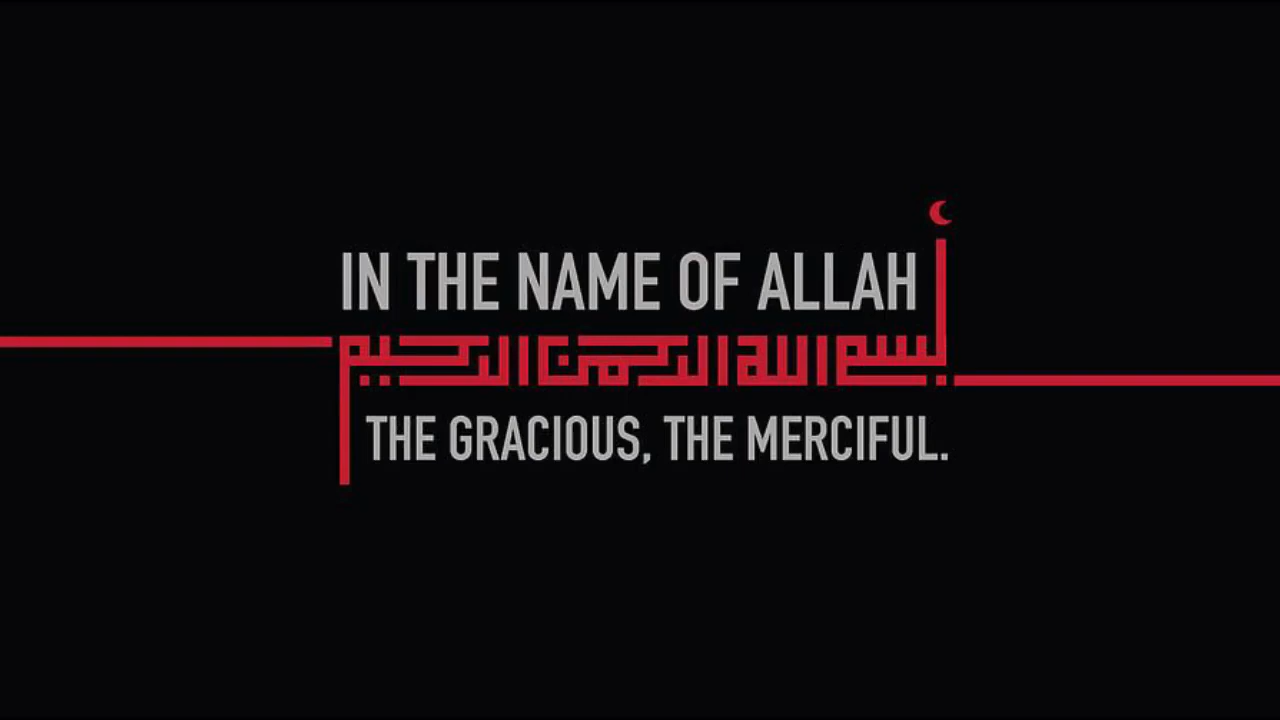 IN THE NAME OF ALLAH
بسم الله الرحمن الرحيم
THE GRACIOUS, THE MERCIFUL.